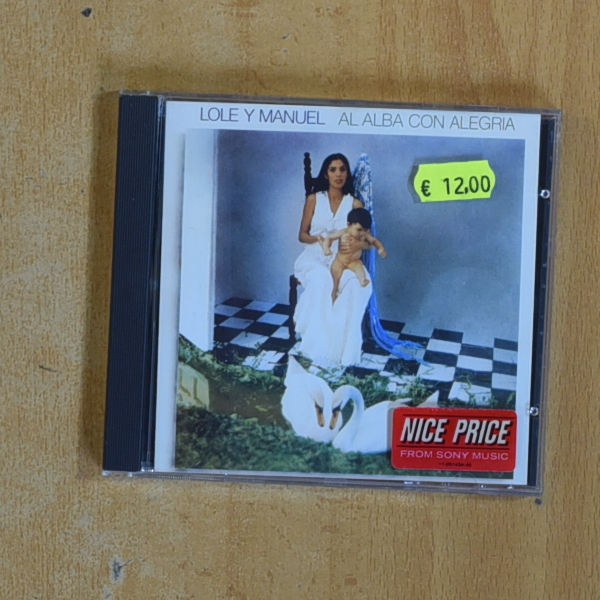 LOLE Y MANUEL AL ALBA CON ALEGRIA
€ 12,00
NICE PRICE
FROM SONY MUSIC